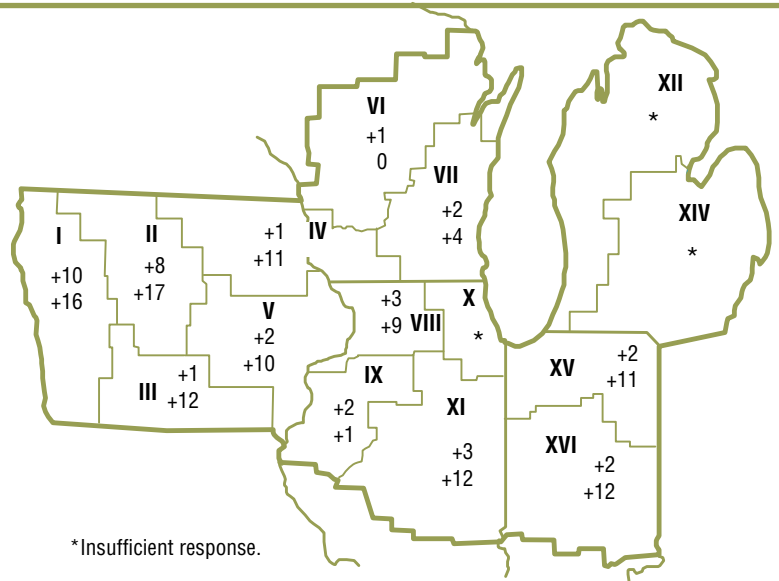 XII
*
VI
+1
0
VII
+2
+4
XIV
*
I
+10
+16
II
+8
+17
+1
+11
IV
V
+2
+10
+3
+9
VIII
X
*
III
+1
+12
IX
+2
+1
XI
+3
+12
XV
+2
+11
XVI
+2
+12
*Insufficient response.